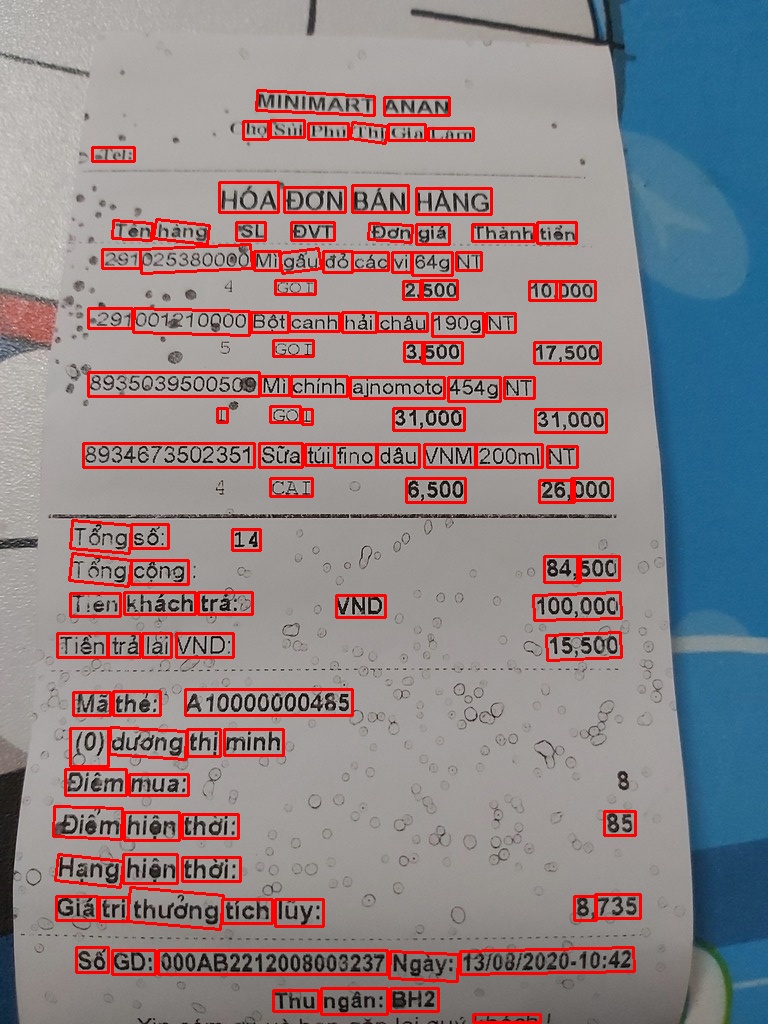 MINIMART ANAN
Chợ Sủi Phú Thị Gia Lâm
Tel:
HÓA ĐƠN BÁN HÀNG
Tên hàng SL ĐVT Đơn giá Thành tiền
291025380000 Mì gấu đỏ các vị 64g NT
4 GOI 2,500 10,000
291001210000 Bột canh hải châu 190g NT
5 GOI 3,500 17,500
8935039500509 Mì chính ajnomoto 454g NT
1 GOI 31,000 31,000
8934673502351 Sữa túi fino dâu VNM 200ml NT
4 CAI 6,500 26,000
Tổng số: 14
Tổng cộng : 84,500
Tiền khách trả: VND 100,000
Tiền trả lại VND: 15,500
Mã thẻ: A10000000485
(0) dương thị minh
Điểm mua: 8
Điểm hiện thời: 85
Hạng hiện thời:
Giá trị thưởng tích lũy: 8,735
Số GD: 000AB2212008003237 Ngày: 13/08/2020-10:42
Thu ngân: BH2
Xin cám ơn và hẹn gặp lại quý khách !